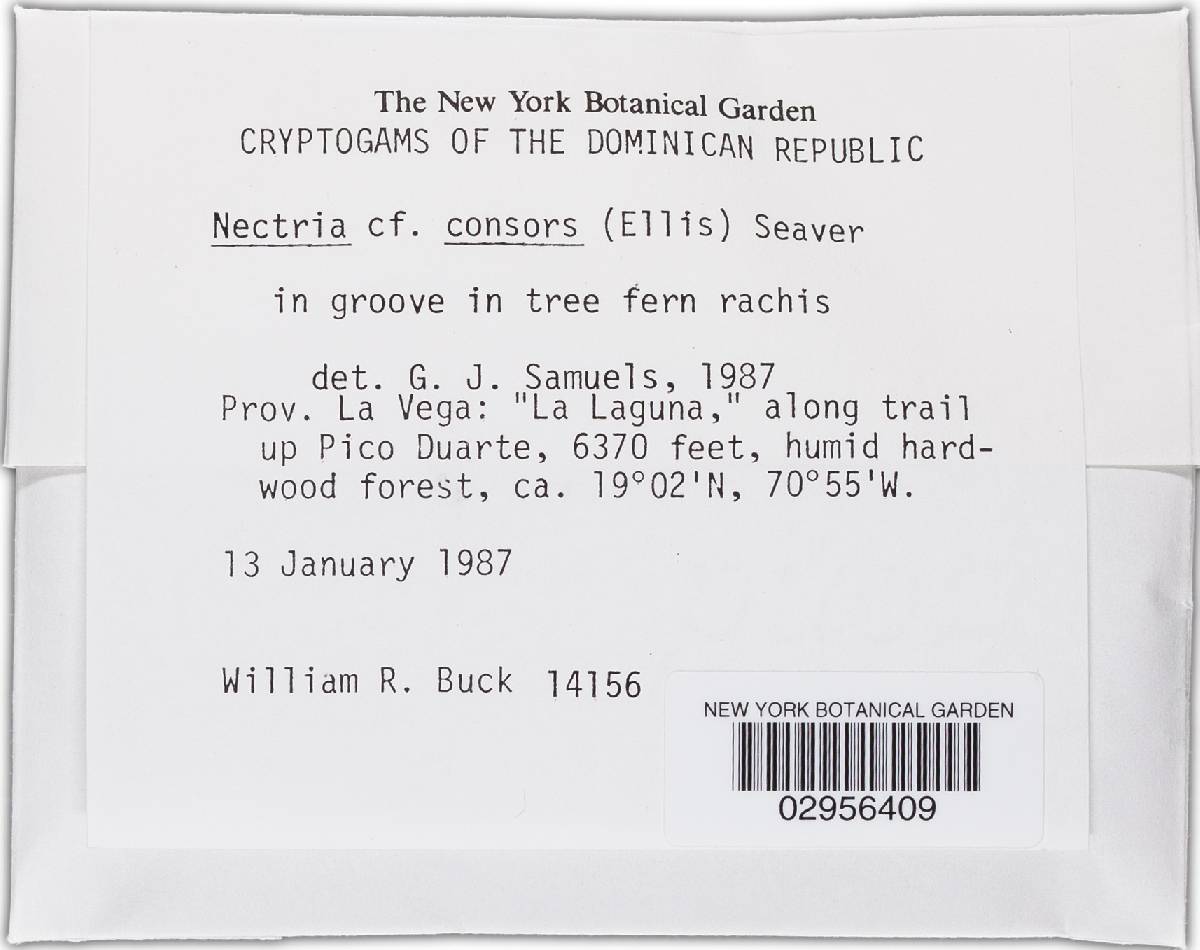 The New York Botanical Garden
CRYPTOGAMS OF THE DOMINICAN REPUBLIC
Nectria cf. consors (Ellis) Seaver
in groove in tree fern rachis
det. G. J. Samuels, 1987
Prov. La Vega: "La Laguna," along trail
up Pico Duarte, 6370 feet, humid hard-
wood forest, ca. 19°02'N, 70°55'W.
13 January 1987
William R. Buck 14156
NEW YORK BOTANICAL GARDEN
02956409